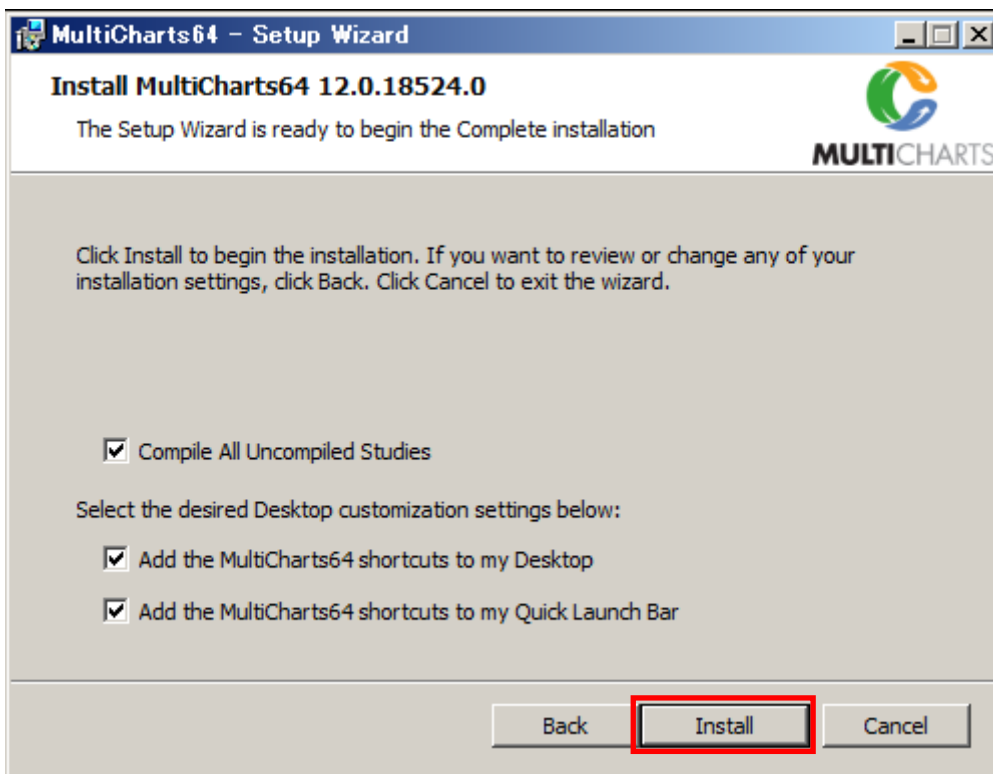 MultiCharts64 - Setup Wizard
Install MultiCharts64 12.0.18524.0
The Setup Wizard is ready to begin the Complete installation
MULTICHARTS
Click Install to begin the installation. If you want to review or change any of your
installation settings, click Back. Click Cancel to exit the wizard.
Compile All Uncompiled Studies
Select the desired Desktop customization settings below:
Add the MultiCharts64 shortcuts to my Desktop
Add the MultiCharts64 shortcuts to my Quick Launch Bar
Back Install Cancel